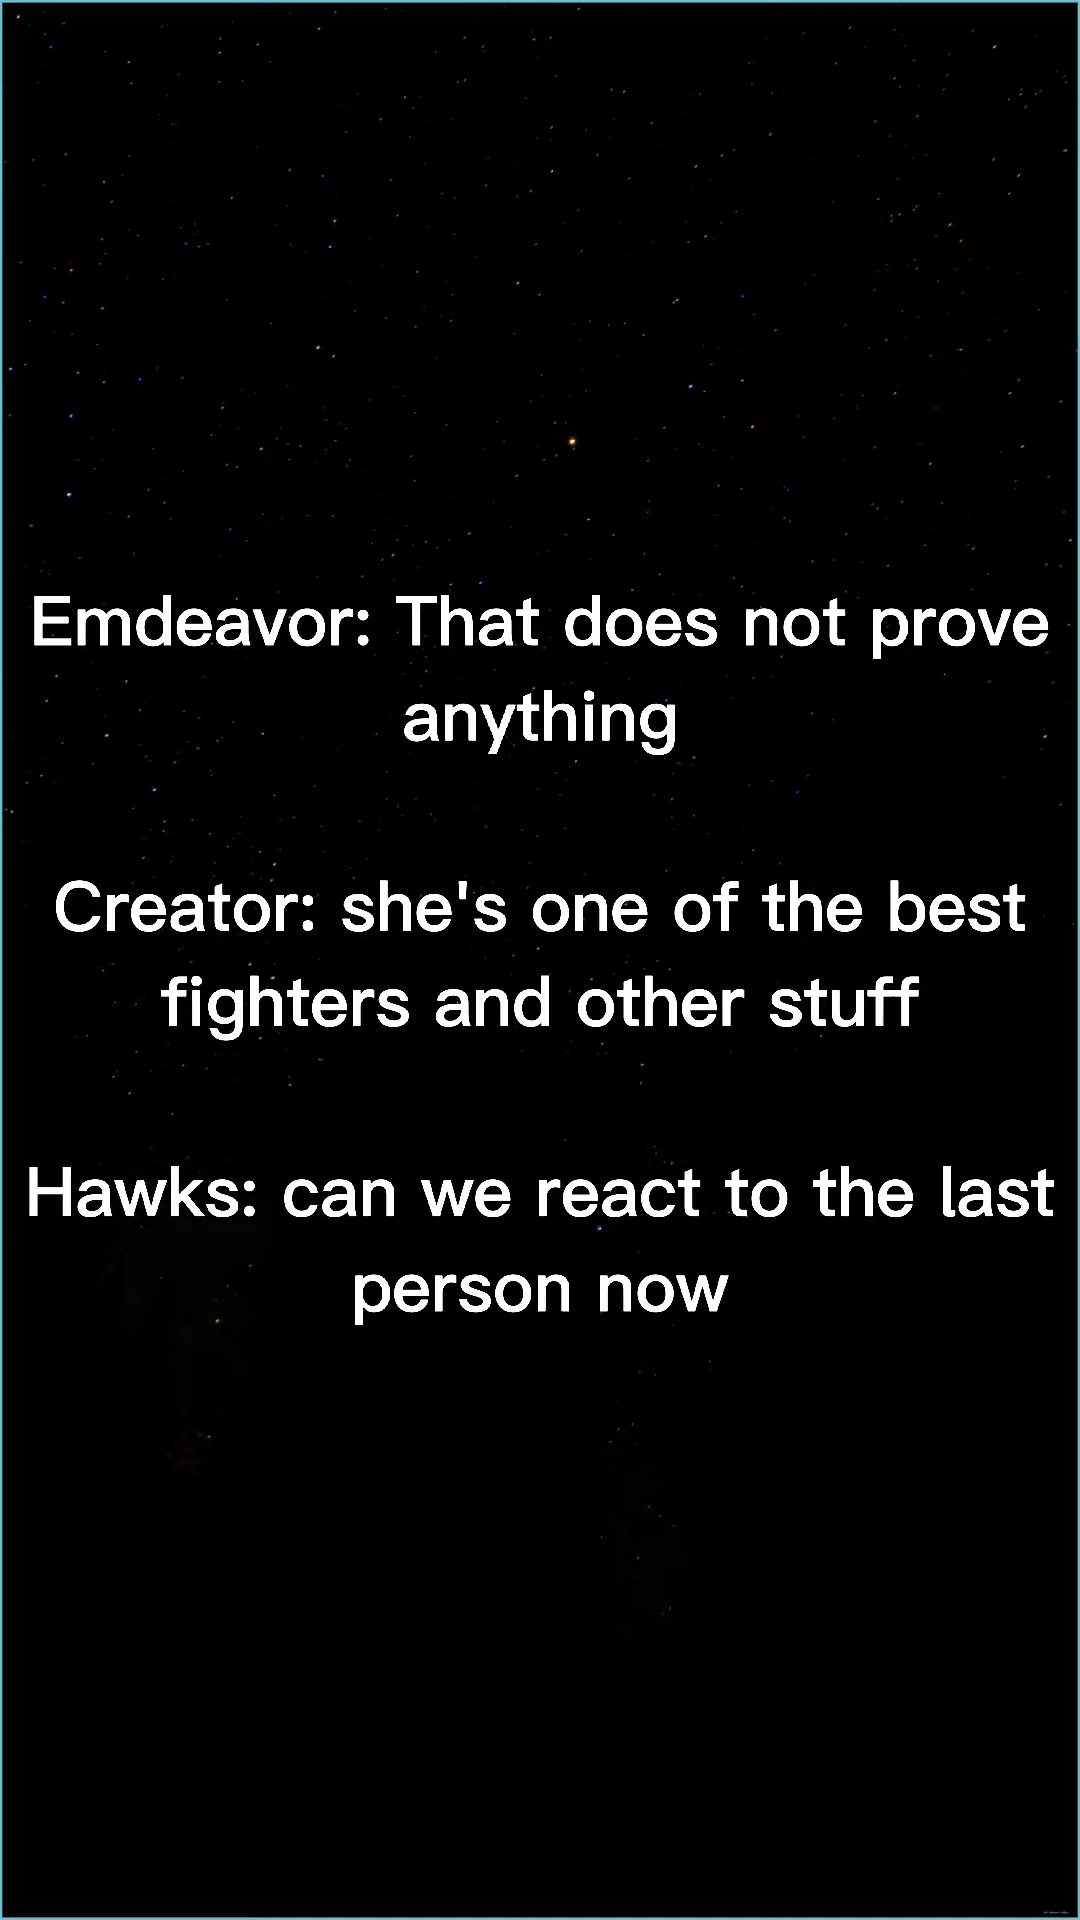 Emdeavor: That does not prove
anything
Creator: she's one of the best
fighters and other stuff
Hawks: can we react to the last
person now